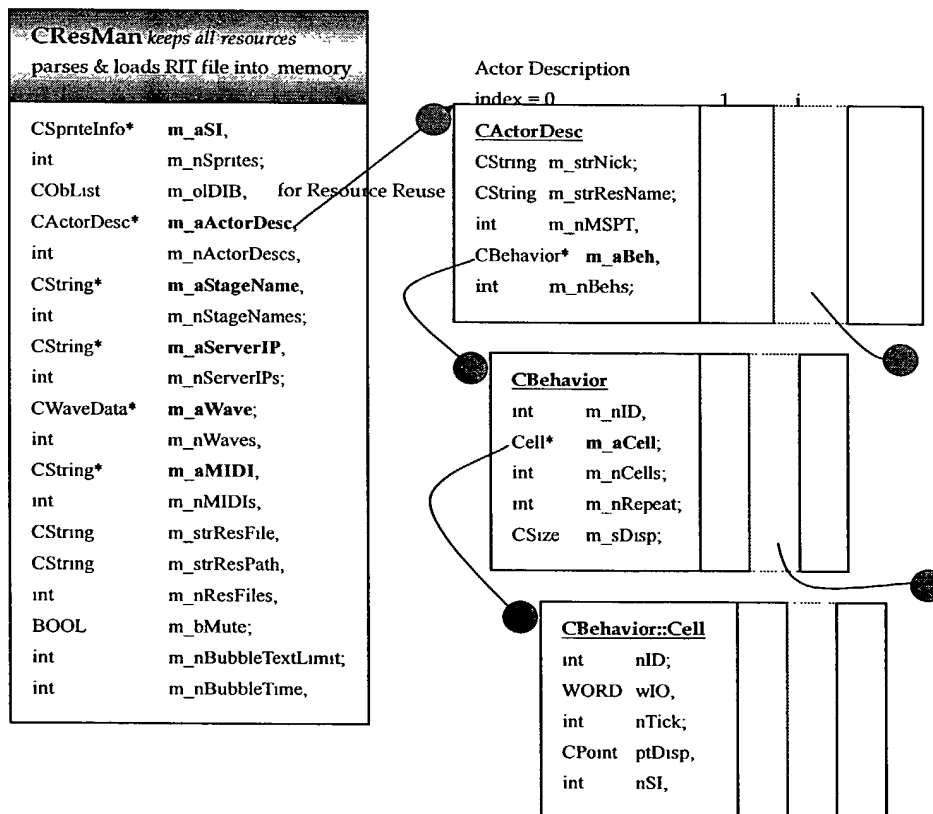 CResMan keeps all resources
parses & loads RIT file into memory
CSpriteInfo* m_aSI,
int m_nSprites;
CObList m_olDIB, for Resource Reuse
CActorDesc* m_aActorDesc,
int m_nActorDescs,
CString* m_aStageName,
int m_nStageNames;
CString* m_aServerIP,
int m_nServerIPs;
CWaveData* m_aWave;
int m_nWaves,
CString* m_aMIDI,
int m_nMIDIs,
CString m_strResFile,
CString m_strResPath,
int m_nResFiles,
BOOL m_bMute;
int m_nBubbleTextLimit;
int m_nBubbleTime,
Actor Description
index = 0 1 i
CActorDesc
CString m_strNick;
CString m_strResName;
int m_nMSPT,
CBehavior* m_aBeh,
int m_nBehs;
CBehavior
int m_nID,
Cell* m_aCell;
int m_nCells;
int m_nRepeat;
CSize m_sDisp;
CBehavior::Cell
int nID;
WORD wIO,
int nTick;
CPoint ptDisp,
int nSI,